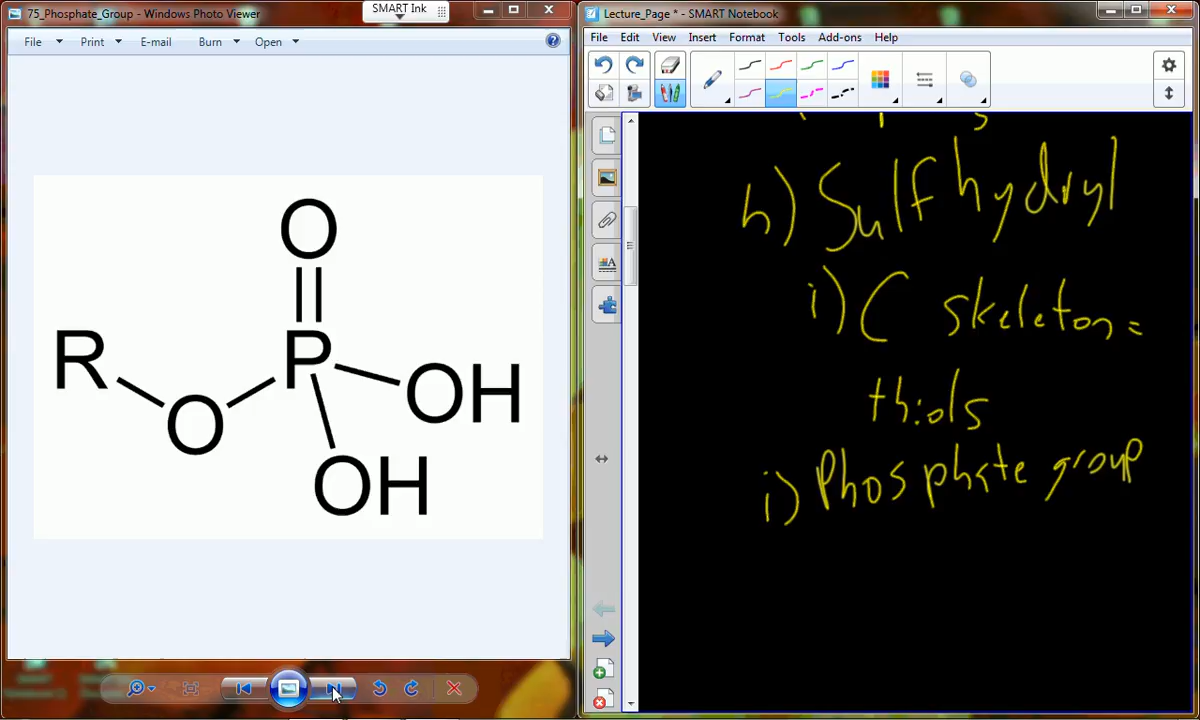 75_Phosphate_Group - Windows Photo Viewer
SMART Ink
File Print E-mail Burn Open
O
R P OH
O
OH
Lecture_Page * - SMART Notebook
File Edit View Insert Format Tools Add-ons Help
h) Sulfhydryl
i) C skeleton =
thiols
i) Phosphate group